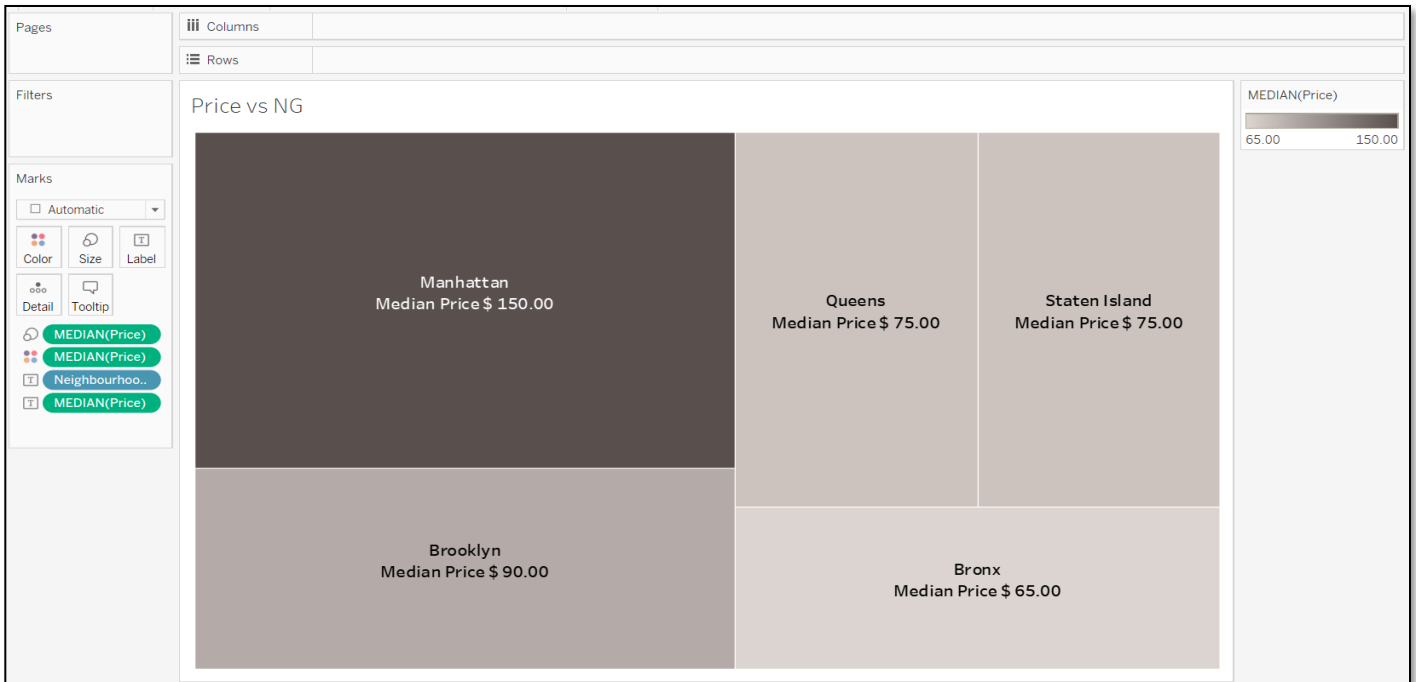 Pages
Columns
Rows
Filters
Marks
Automatic
Color Size Label
Detail Tooltip
MEDIAN(Price)
MEDIAN(Price)
Neighbourhoo..
MEDIAN(Price)
Price vs NG
Manhattan
Median Price $ 150.00
Queens
Median Price $ 75.00
Staten Island
Median Price $ 75.00
Brooklyn
Median Price $ 90.00
Bronx
Median Price $ 65.00
MEDIAN(Price)
65.00 150.00